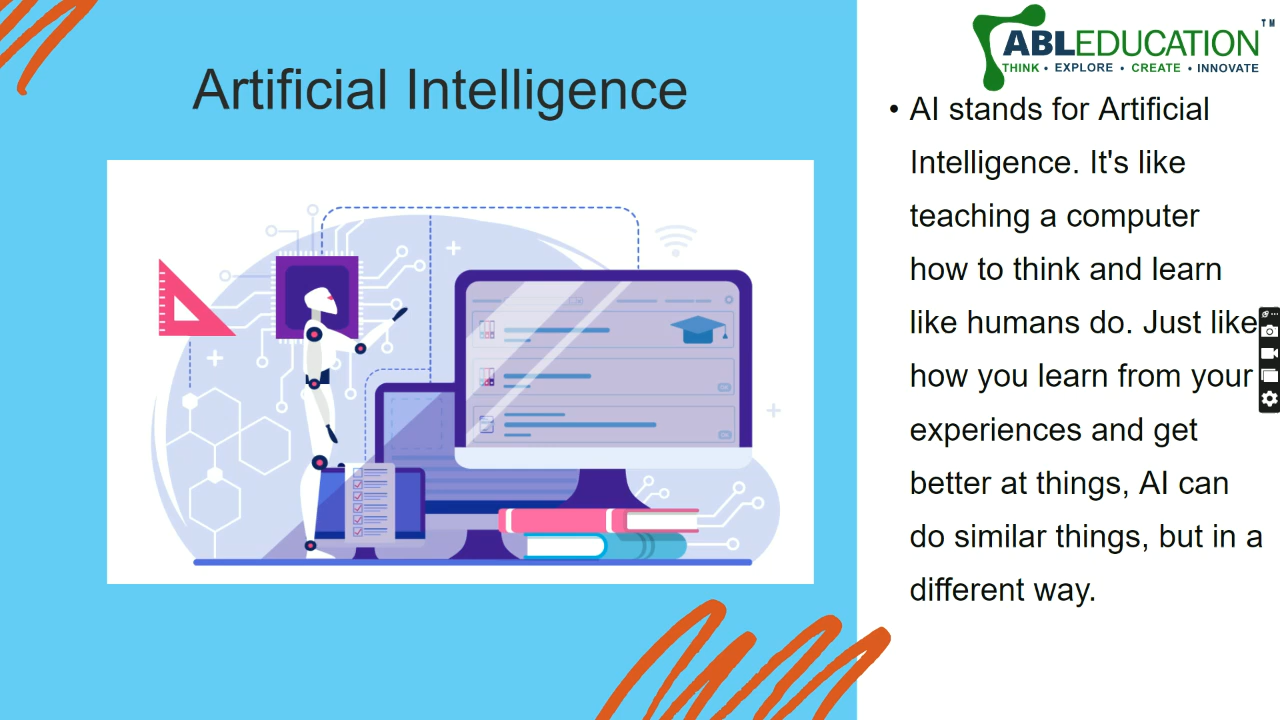 Artificial Intelligence
ABLEDUCATION TM
THINK • EXPLORE • CREATE • INNOVATE
• AI stands for Artificial
Intelligence. It's like
teaching a computer
how to think and learn
like humans do. Just like
how you learn from your
experiences and get
better at things, AI can
do similar things, but in a
different way.